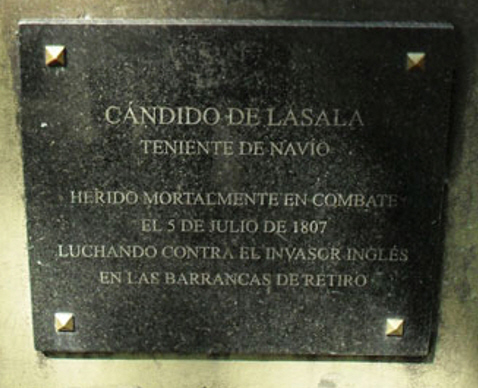 CÁNDIDO DE LASALA
TENIENTE DE NAVÍO
HERIDO MORTALMENTE EN COMBATE
EL 5 DE JULIO DE 1807
LUCHANDO CONTRA EL INVASOR INGLÉS
EN LAS BARRANCAS DE RETIRO